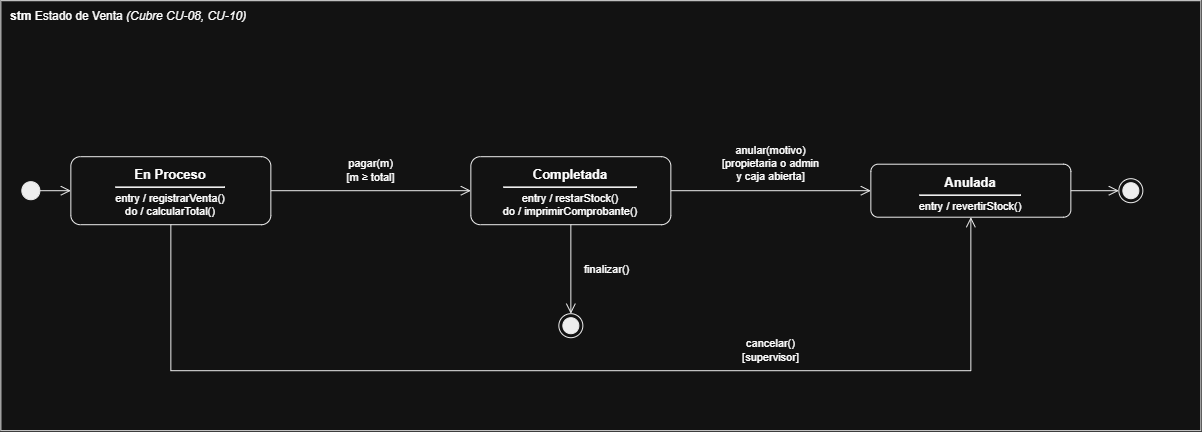 stm Estado de Venta (Cubre CU-08, CU-10)
En Proceso
entry / registrarVenta()
do / calcularTotal()
pagar(m)
[m ≥ total]
Completada
entry / restarStock()
do / imprimirComprobante()
anular(motivo)
[propietaria o admin
y caja abierta]
Anulada
entry / revertirStock()
finalizar()
cancelar()
[supervisor]